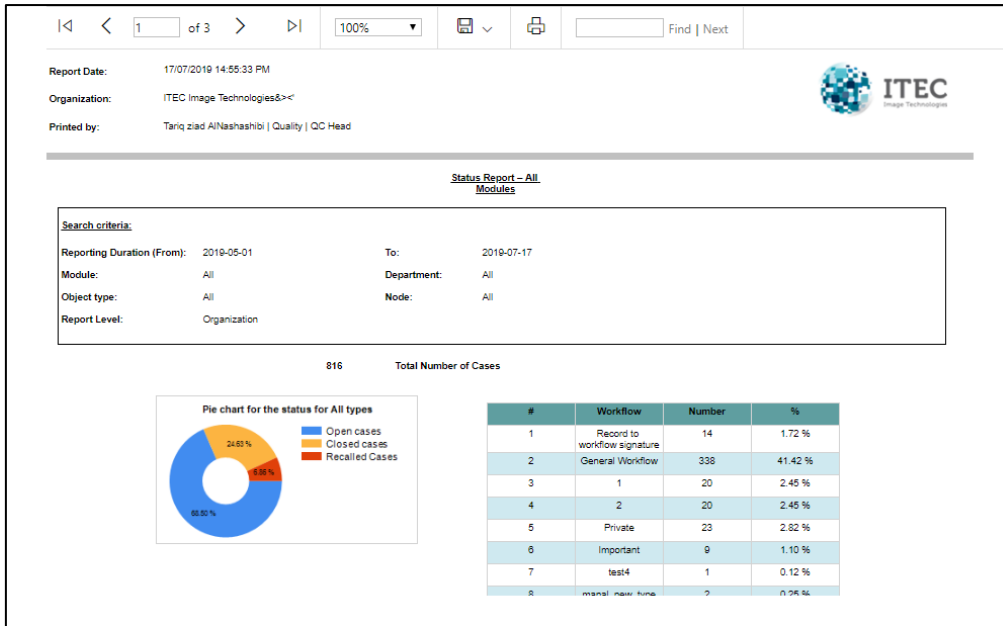 1 of 3 100% Find | Next
Report Date: 17/07/2019 14:55:33 PM
Organization: ITEC Image Technologies&><'
Printed by: Tariq ziad AlNashashibi | Quality | QC Head
ITEC
Image Technologies
Status Report – All
Modules
Search criteria:
Reporting Duration (From): 2019-05-01 To: 2019-07-17
Module: All Department: All
Object type: All Node: All
Report Level: Organization
816 Total Number of Cases
Pie chart for the status for All types
Open cases
Closed cases
Recalled Cases
24.63 %
6.86 %
68.50 %
# Workflow Number %
1 Record to workflow signature 14 1.72 %
2 General Workflow 338 41.42 %
3 1 20 2.45 %
4 2 20 2.45 %
5 Private 23 2.82 %
6 Important 9 1.10 %
7 test4 1 0.12 %
8 manal_new_type 2 0.25 %